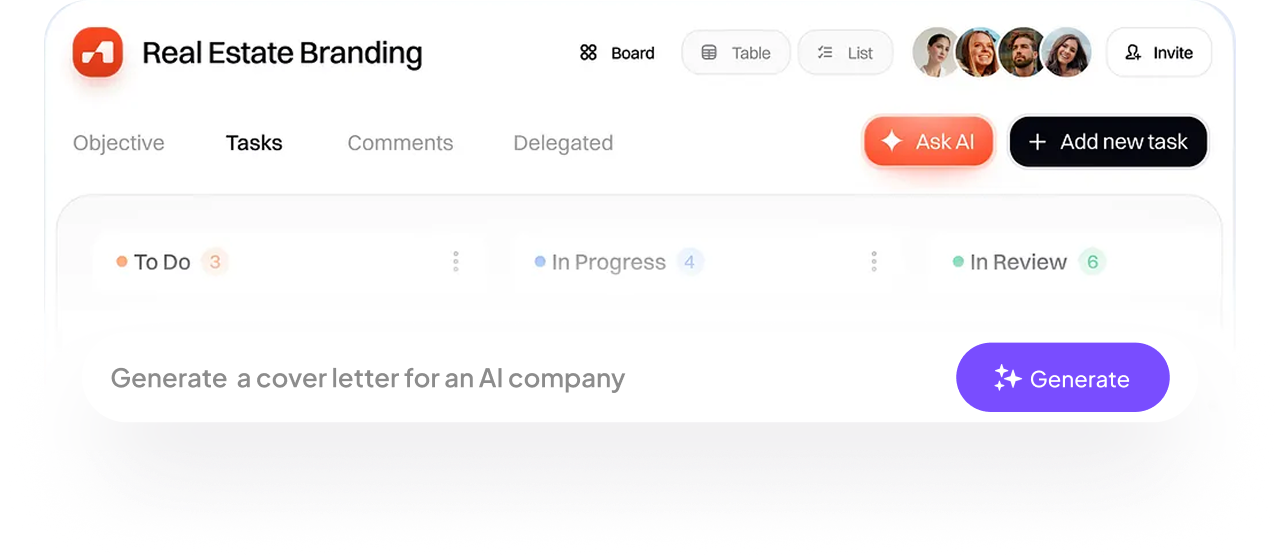 Real Estate Branding
Board
Table
List
Invite
Objective
Tasks
Comments
Delegated
Ask AI
+ Add new task
To Do 3
In Progress 4
In Review 6
Generate a cover letter for an AI company
Generate